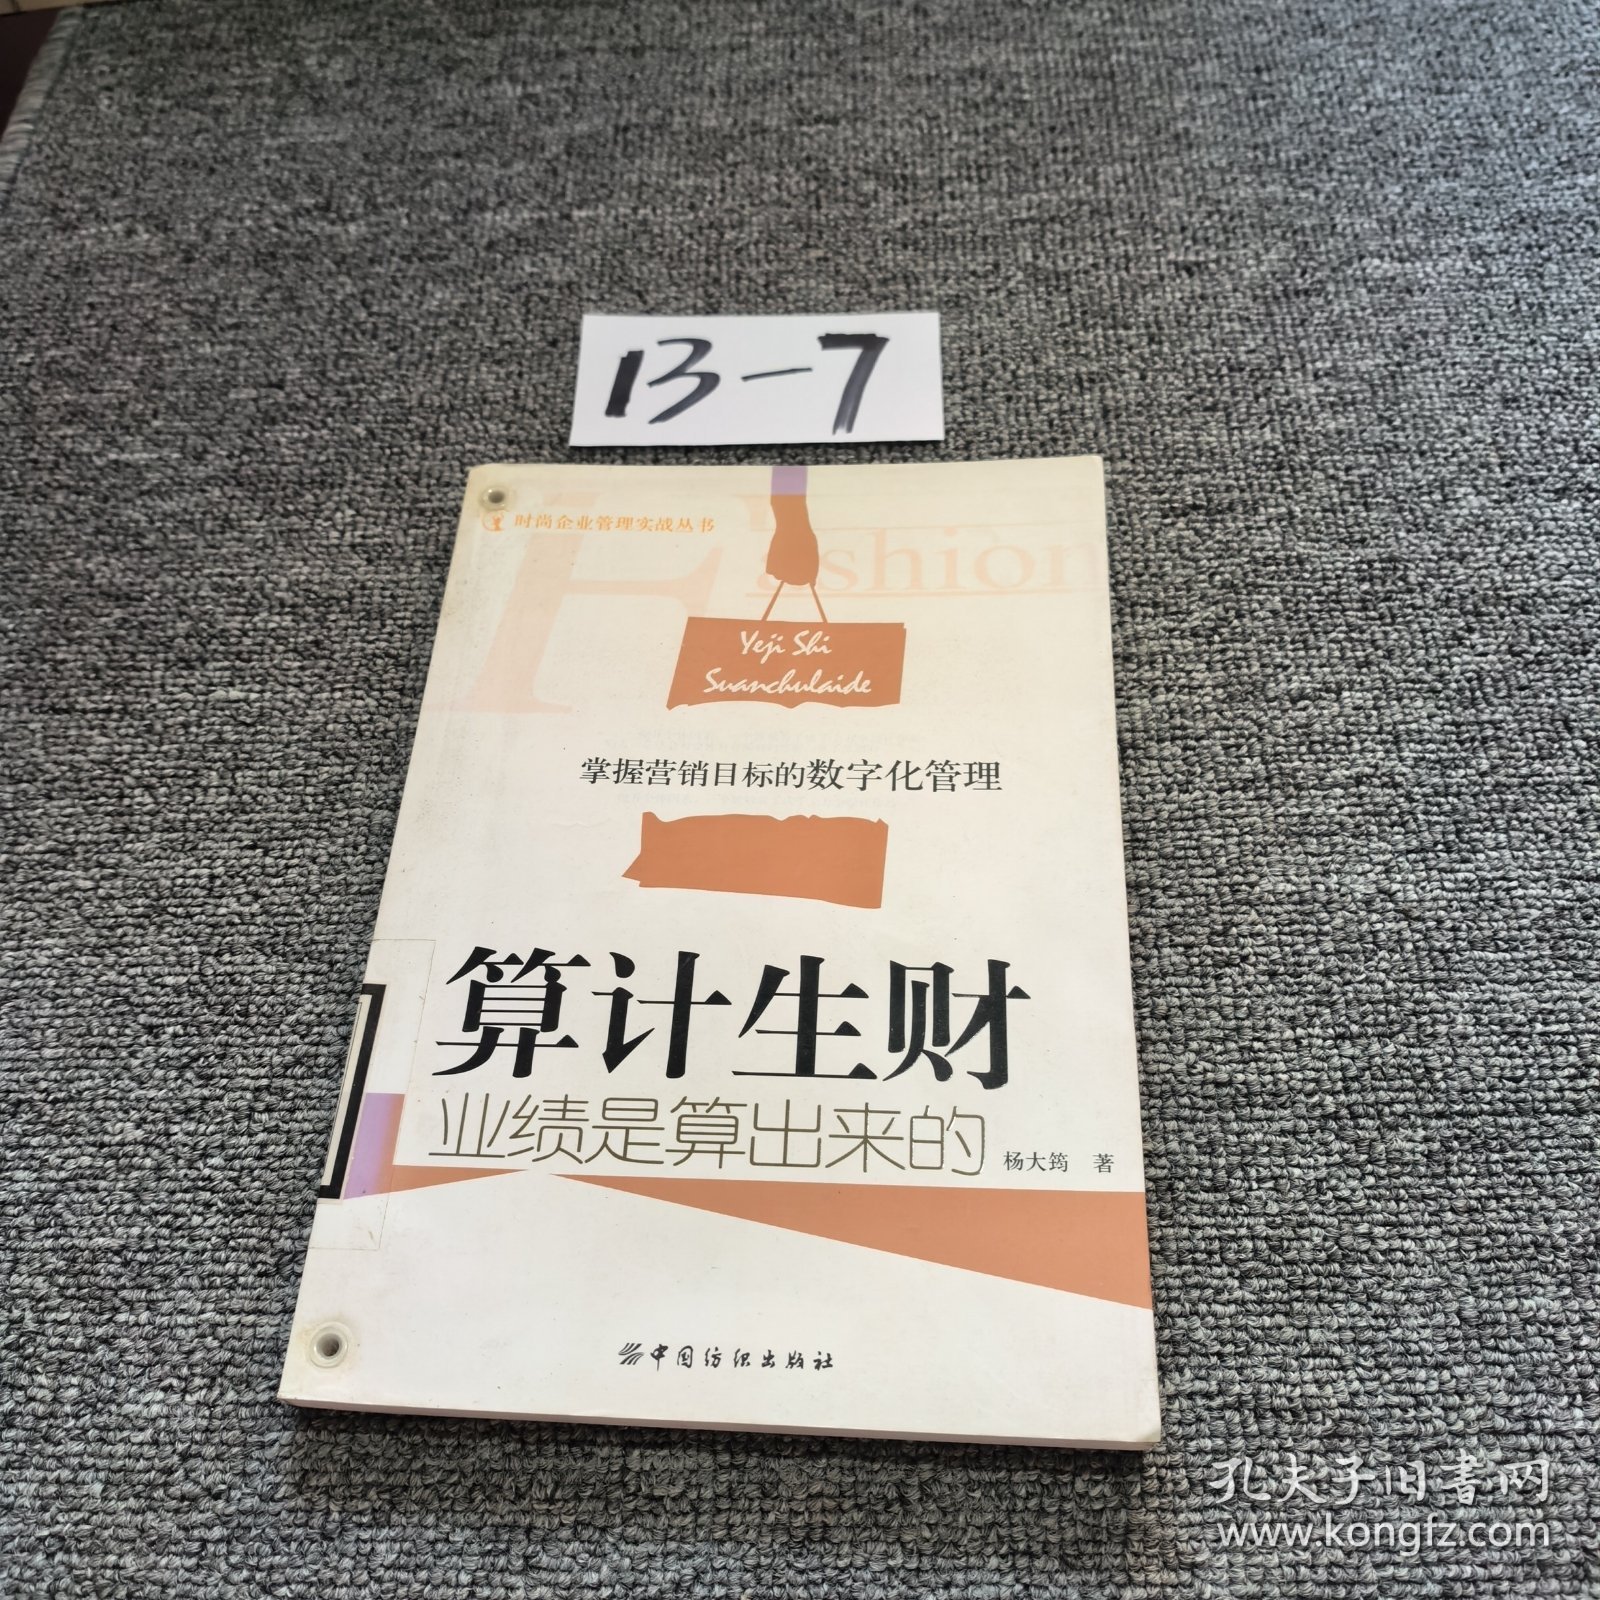 13-7
时尚企业管理实战丛书
Fashion
Yeji Shi
Suanchulaide
掌握营销目标的数字化管理
算计生财
业绩是算出来的
杨大筠 著
中国纺织出版社
孔夫子旧书网
www.kongfz.com